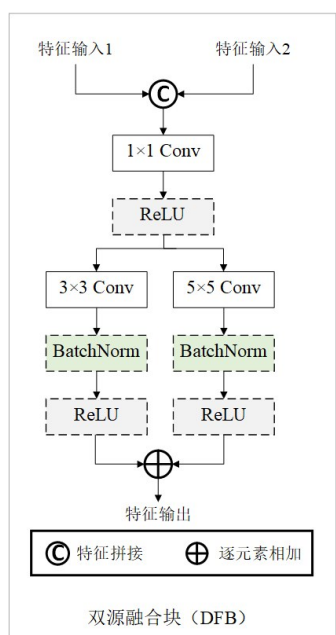 特征输入1 特征输入2
C
1×1 Conv
ReLU
3×3 Conv 5×5 Conv
BatchNorm BatchNorm
ReLU ReLU
特征输出
C 特征拼接 逐元素相加
双源融合块（DFB）